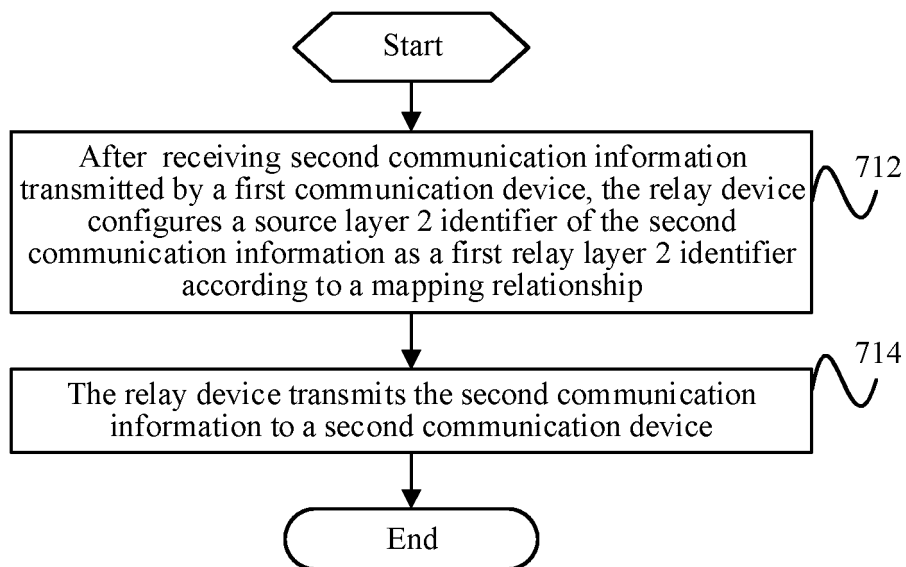 Start
After receiving second communication information
transmitted by a first communication device, the relay device
configures a source layer 2 identifier of the second
communication information as a first relay layer 2 identifier
according to a mapping relationship
712
The relay device transmits the second communication
information to a second communication device
714
End